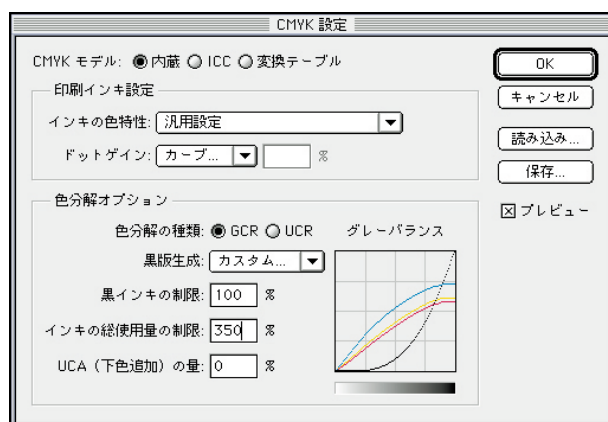 CMYK 設定
CMYK モデル: 内蔵 ICC 変換テーブル
印刷インキ設定
インキの色特性: 汎用設定
ドットゲイン: カーブ... %
色分解オプション
色分解の種類: GCR UCR
黒版生成: カスタム...
黒インキの制限: 100 %
インキの総使用量の制限: 350 %
UCA（下色追加）の量: 0 %
グレーバランス
OK
キャンセル
読み込み...
保存...
プレビュー